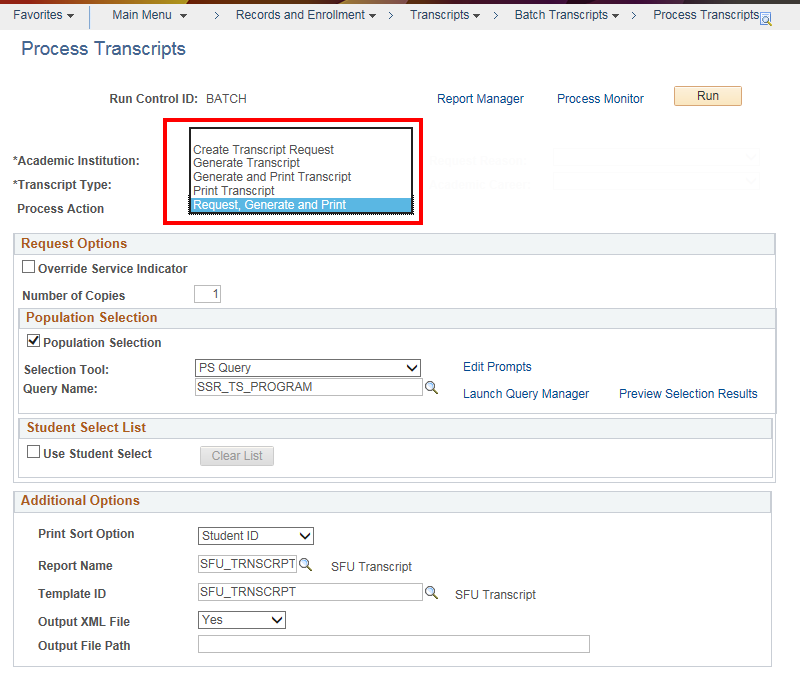 Favorites Main Menu > Records and Enrollment > Transcripts > Batch Transcripts > Process Transcripts
Process Transcripts
Run Control ID: BATCH Report Manager Process Monitor Run
Create Transcript Request
*Academic Institution: Generate Transcript
Generate and Print Transcript
*Transcript Type: Print Transcript
Process Action Request, Generate and Print
Request Options
Override Service Indicator
Number of Copies 1
Population Selection
Population Selection
Selection Tool: PS Query Edit Prompts
Query Name: SSR_TS_PROGRAM Launch Query Manager Preview Selection Results
Student Select List
Use Student Select Clear List
Additional Options
Print Sort Option Student ID
Report Name SFU_TRNSCRPT SFU Transcript
Template ID SFU_TRNSCRPT SFU Transcript
Output XML File Yes
Output File Path